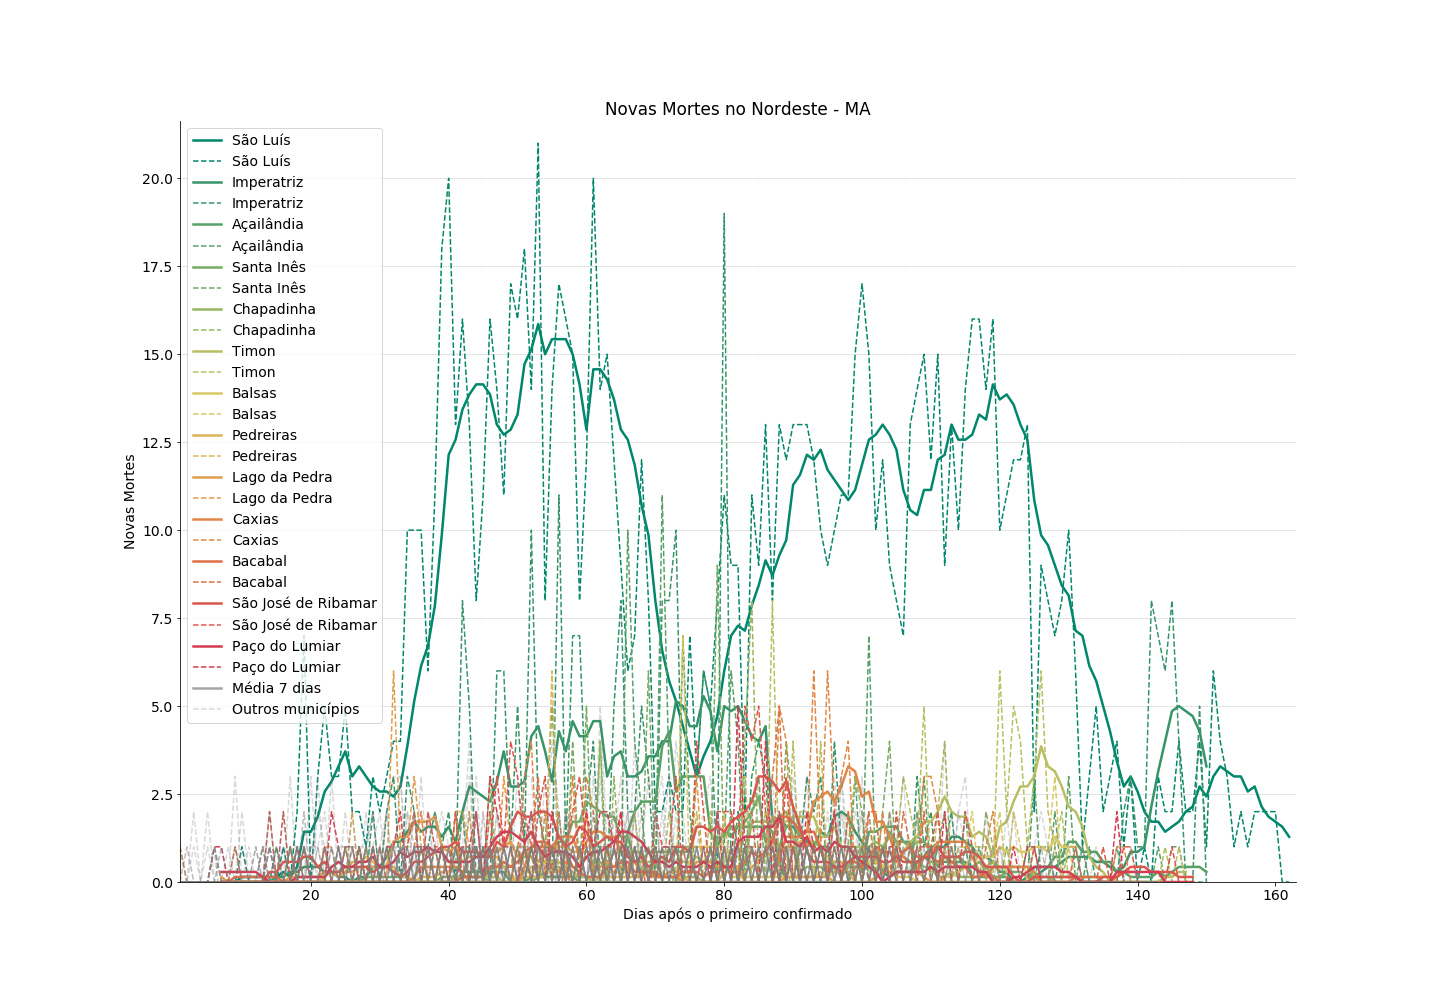 Novas Mortes no Nordeste - MA
São Luís
São Luís
Imperatriz
Imperatriz
Açailândia
Açailândia
Santa Inês
Santa Inês
Chapadinha
Chapadinha
Timon
Timon
Balsas
Balsas
Pedreiras
Pedreiras
Lago da Pedra
Lago da Pedra
Caxias
Caxias
Bacabal
Bacabal
São José de Ribamar
São José de Ribamar
Paço do Lumiar
Paço do Lumiar
Média 7 dias
Outros municípios
20.0
17.5
15.0
12.5
10.0
7.5
5.0
2.5
0.0
Novas Mortes
20 40 60 80 100 120 140 160
Dias após o primeiro confirmado